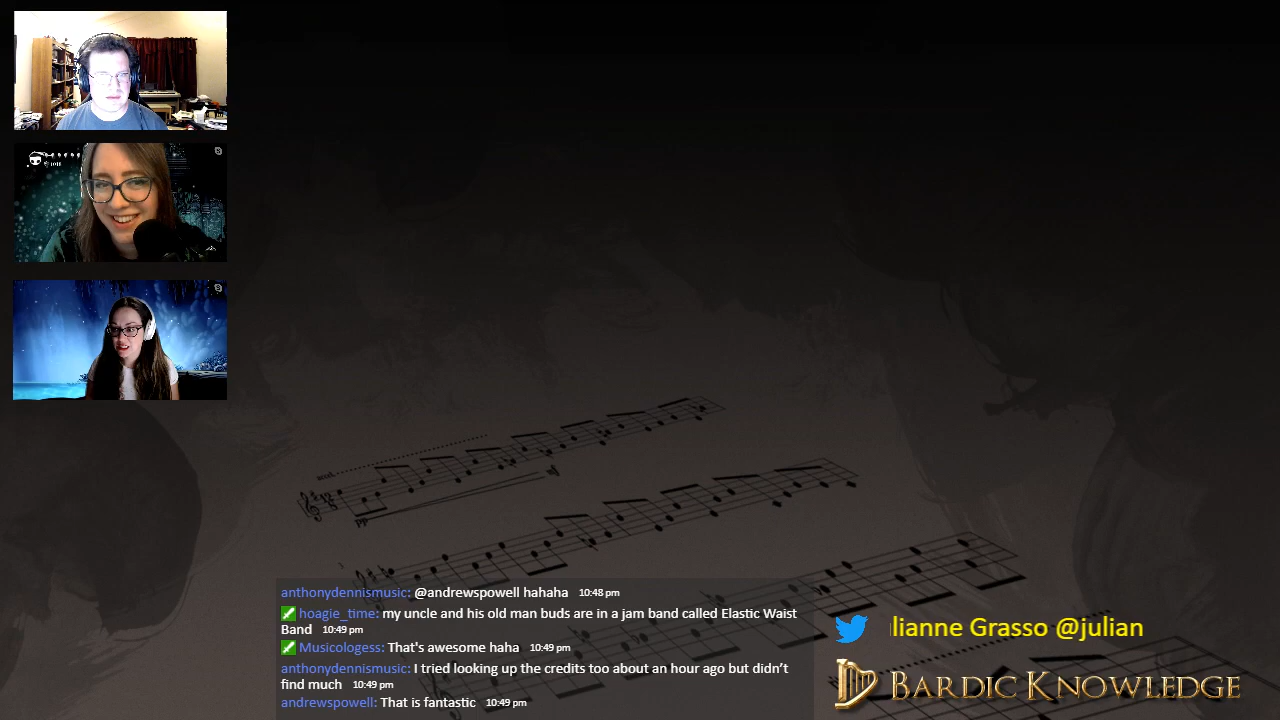 anthonydennismusic: @andrewspowell hahaha 10:48 pm
hoagie_time: my uncle and his old man buds are in a jam band called Elastic Waist
Band 10:49 pm
Musicologess: That's awesome haha 10:49 pm
anthonydennismusic: I tried looking up the credits too about an hour ago but didn't
find much 10:49 pm
andrewspowell: That is fantastic 10:49 pm
lianne Grasso @julian
BARDIC KNOWLEDGE